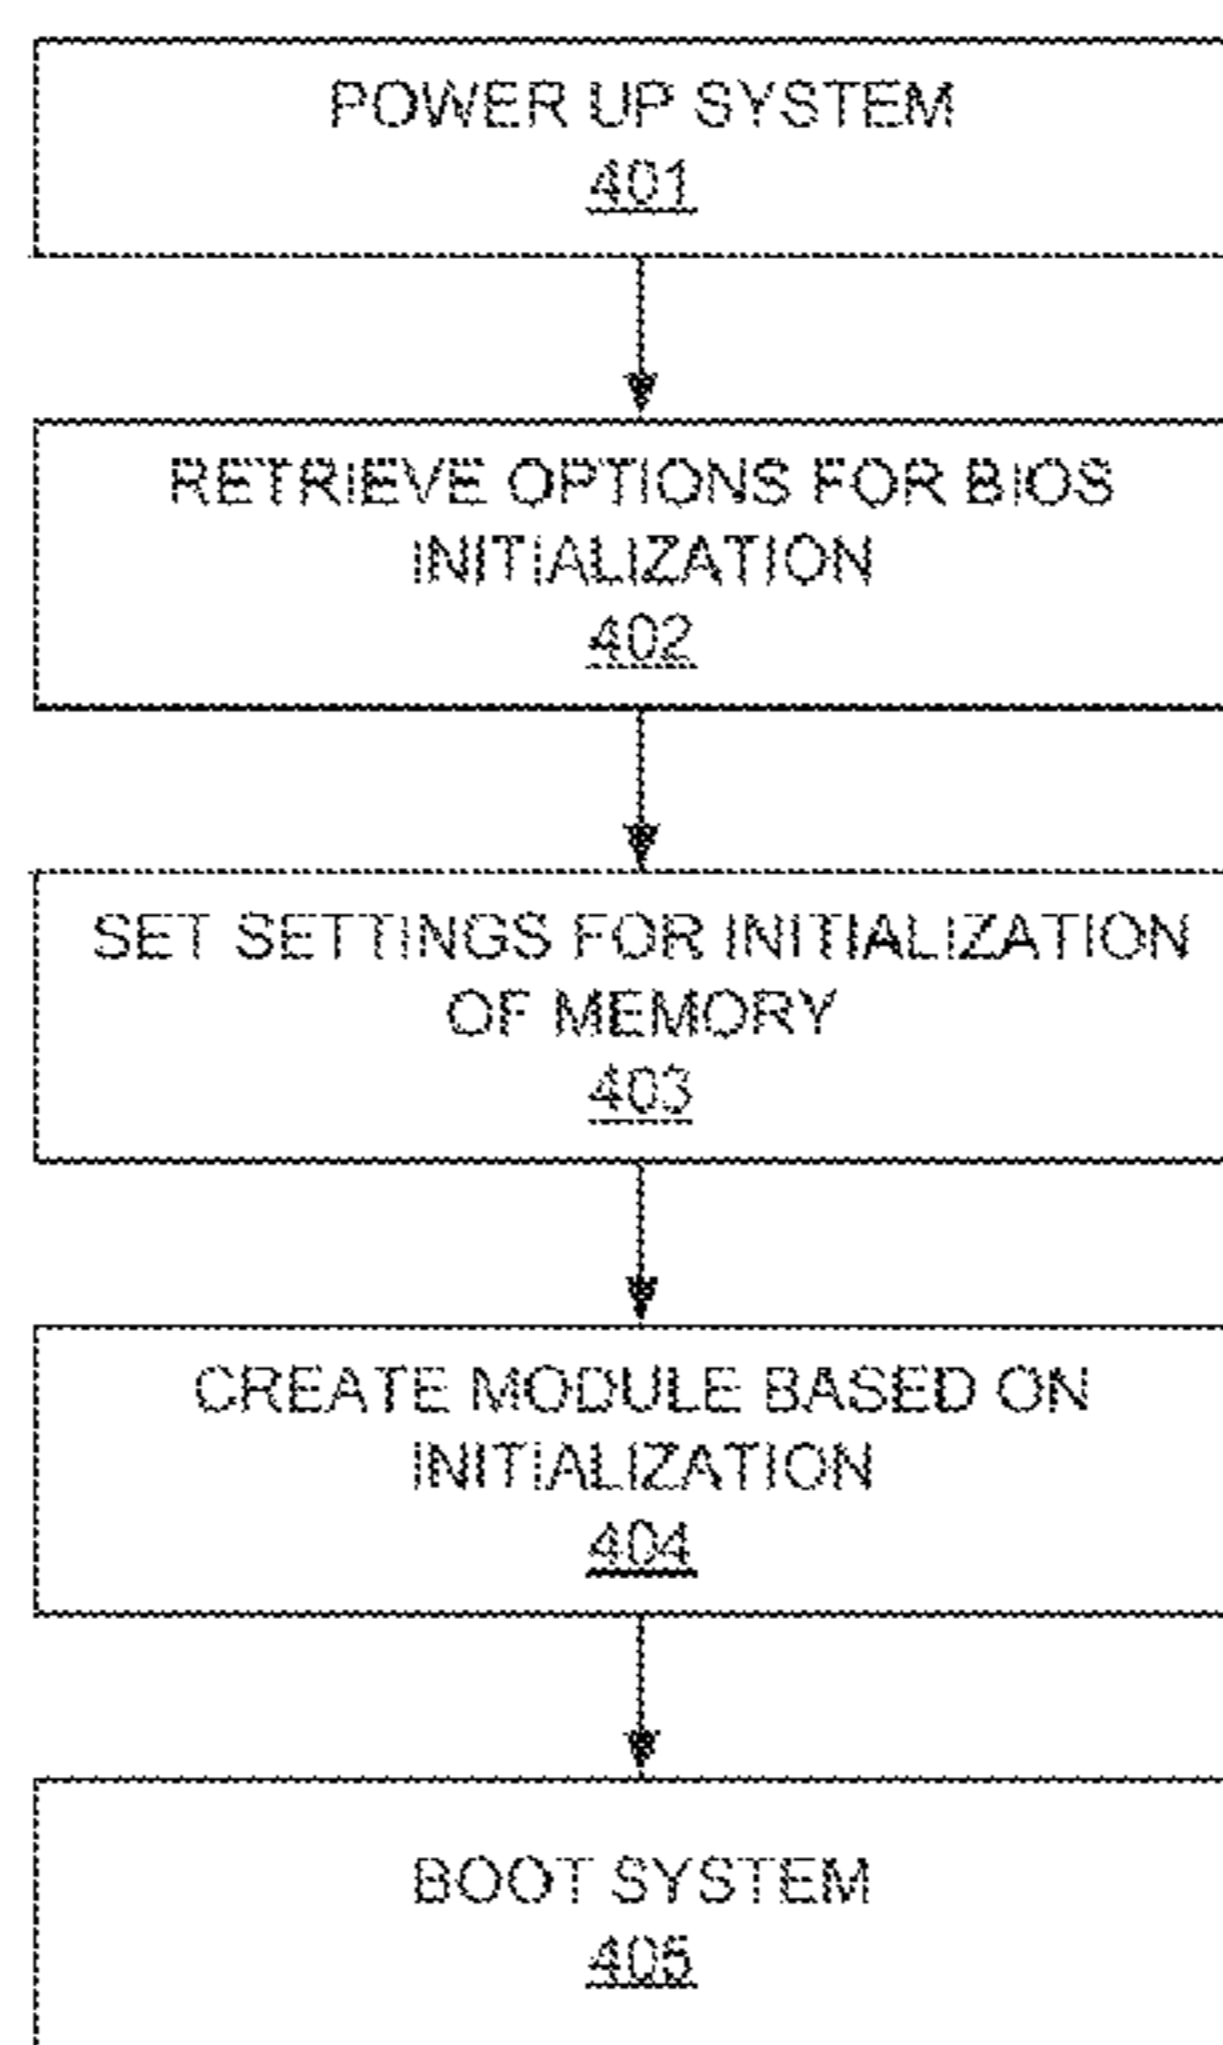 POWER UP SYSTEM
401
RETRIEVE OPTIONS FOR BIOS
INITIALIZATION
402
SET SETTINGS FOR INITIALIZATION
OF MEMORY
403
CREATE MODULE BASED ON
INITIALIZATION
404
BOOT SYSTEM
405